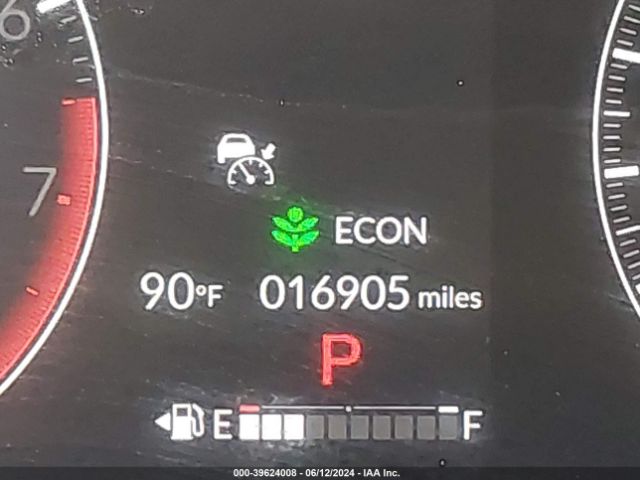 6
7
ECON
90°F 016905 miles
P
E F
000-39624008 - 06/12/2024 - IAA Inc.